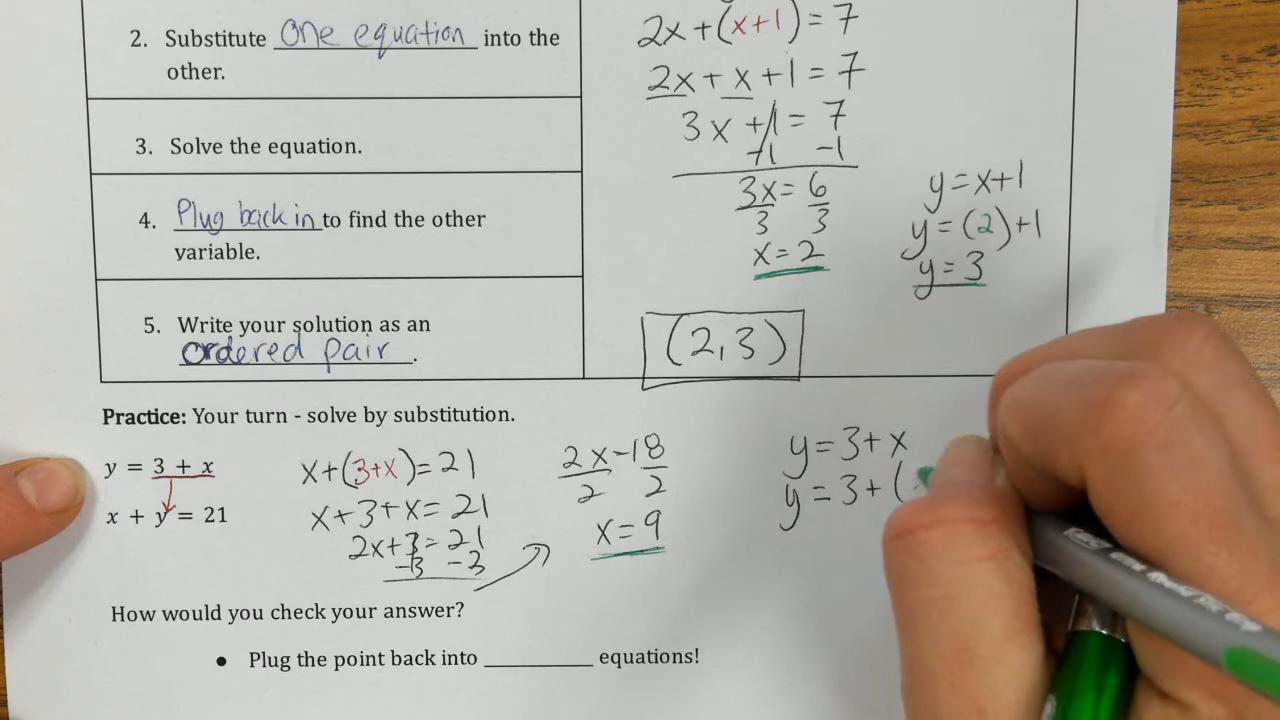 2. Substitute One equation into the
other.
3. Solve the equation.
4. Plug back in to find the other
variable.
5. Write your solution as an
ordered pair.
2x+(x+1)=7
2x+x+1=7
3x+1=7
-1 -1
3x=6
3 3
x=2
y=x+1
y=(2)+1
y=3
(2,3)
Practice: Your turn - solve by substitution.
y = 3 + x
x + y = 21
x+(3+x)=21
x+3+x=21
2x+3=21
-3 -3
2x-18
2 2
x=9
y=3+x
y=3+(
How would you check your answer?
• Plug the point back into __________ equations!